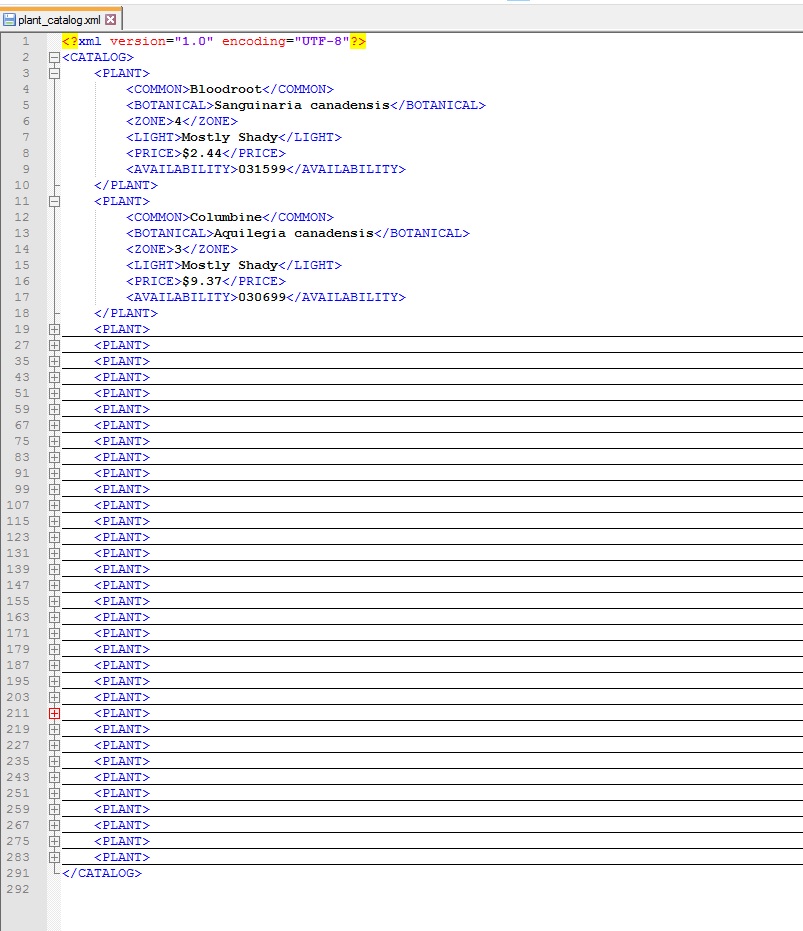 plant_catalog.xml
1 <?xml version="1.0" encoding="UTF-8"?>
2 <CATALOG>
3 <PLANT>
4 <COMMON>Bloodroot</COMMON>
5 <BOTANICAL>Sanguinaria canadensis</BOTANICAL>
6 <ZONE>4</ZONE>
7 <LIGHT>Mostly Shady</LIGHT>
8 <PRICE>$2.44</PRICE>
9 <AVAILABILITY>031599</AVAILABILITY>
10 </PLANT>
11 <PLANT>
12 <COMMON>Columbine</COMMON>
13 <BOTANICAL>Aquilegia canadensis</BOTANICAL>
14 <ZONE>3</ZONE>
15 <LIGHT>Mostly Shady</LIGHT>
16 <PRICE>$9.37</PRICE>
17 <AVAILABILITY>030699</AVAILABILITY>
18 </PLANT>
19 <PLANT>
27 <PLANT>
35 <PLANT>
43 <PLANT>
51 <PLANT>
59 <PLANT>
67 <PLANT>
75 <PLANT>
83 <PLANT>
91 <PLANT>
99 <PLANT>
107 <PLANT>
115 <PLANT>
123 <PLANT>
131 <PLANT>
139 <PLANT>
147 <PLANT>
155 <PLANT>
163 <PLANT>
171 <PLANT>
179 <PLANT>
187 <PLANT>
195 <PLANT>
203 <PLANT>
211 <PLANT>
219 <PLANT>
227 <PLANT>
235 <PLANT>
243 <PLANT>
251 <PLANT>
259 <PLANT>
267 <PLANT>
275 <PLANT>
283 <PLANT>
291 </CATALOG>
292